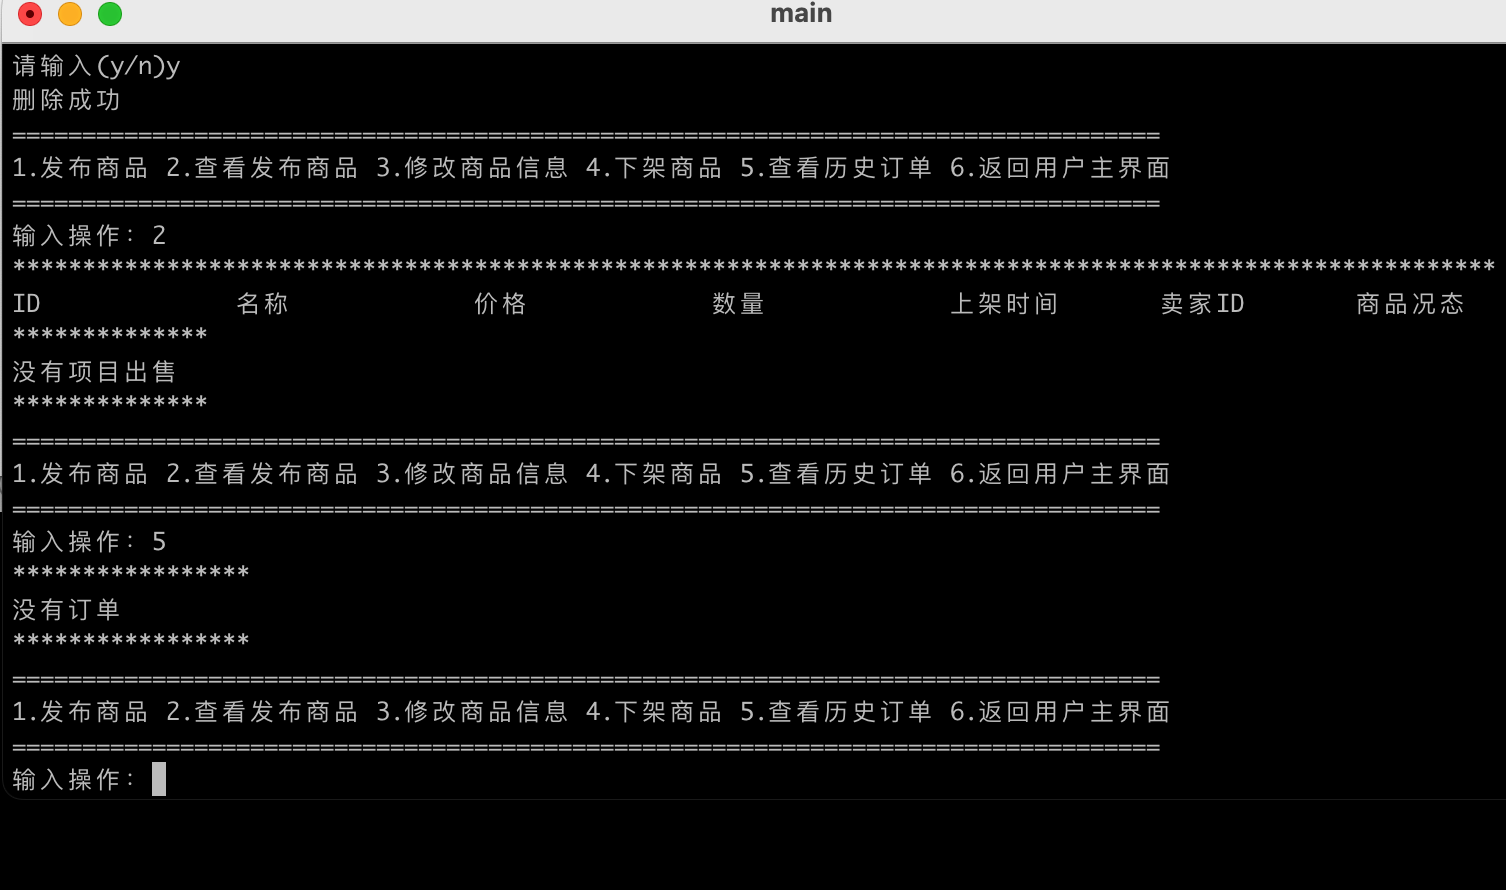 main
请输入(y/n)y
删除成功
==================================================================================
1.发布商品 2.查看发布商品 3.修改商品信息 4.下架商品 5.查看历史订单 6.返回用户主界面
==================================================================================
输入操作：2
**********************************************************************************************************
ID 名称 价格 数量 上架时间 卖家ID 商品况态
**************
没有项目出售
**************
==================================================================================
1.发布商品 2.查看发布商品 3.修改商品信息 4.下架商品 5.查看历史订单 6.返回用户主界面
==================================================================================
输入操作：5
*****************
没有订单
*****************
==================================================================================
1.发布商品 2.查看发布商品 3.修改商品信息 4.下架商品 5.查看历史订单 6.返回用户主界面
==================================================================================
输入操作：